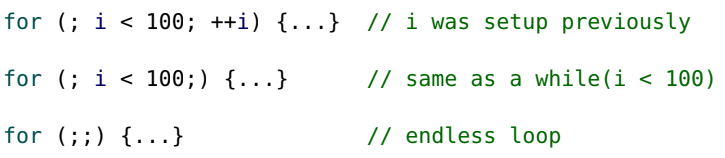 for (; i < 100; ++i) {...}  // i was setup previously
for (; i < 100;) {...}      // same as a while(i < 100)
for (;;) {...}              // endless loop